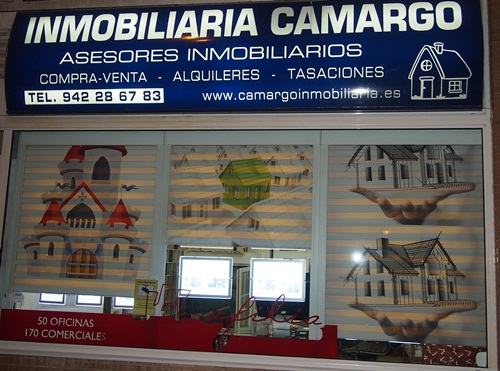 INMOBILIARIA CAMARGO
ASESORES INMOBILIARIOS
COMPRA-VENTA - ALQUILERES - TASACIONES
TEL. 942 28 67 83
www.camargoinmobiliaria.es
50 OFICINAS
170 COMERCIALES